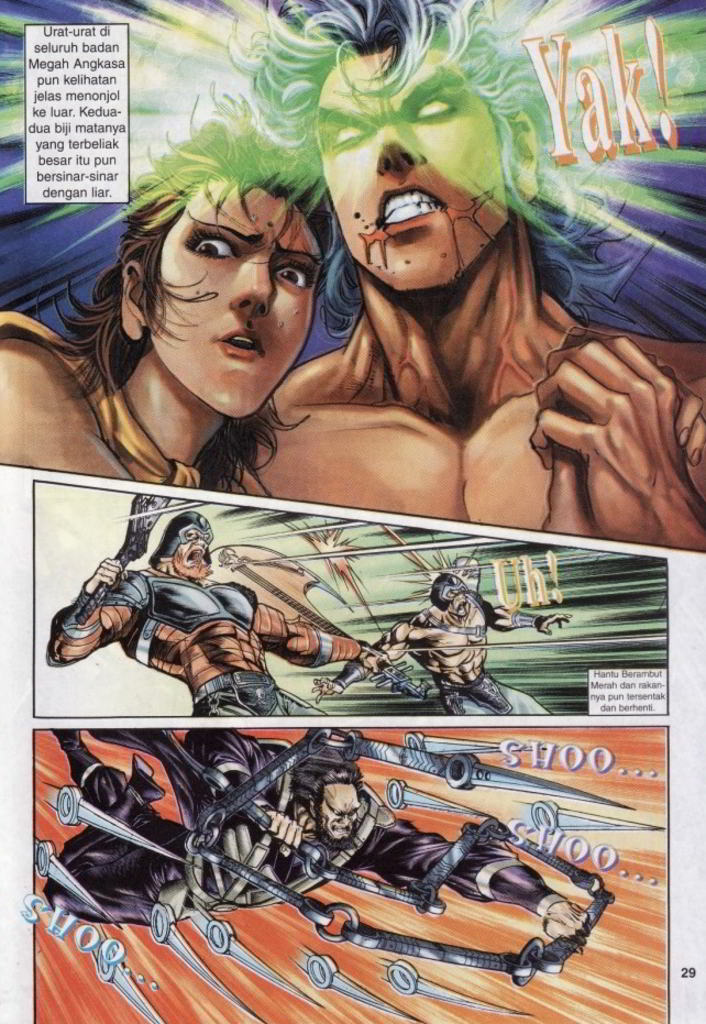 Urat-urat di
seluruh badan
Megah Angkasa
pun kelihatan
jelas menonjol
ke luar. Kedua-
dua biji matanya
yang terbeliak
besar itu pun
bersinar-sinar
dengan liar.
Yak!
Uh!
Hantu Berambut
Merah dan rakan-
nya pun tersentak
dan berhenti.
SHOO...
SHOO...
SHOO...
29